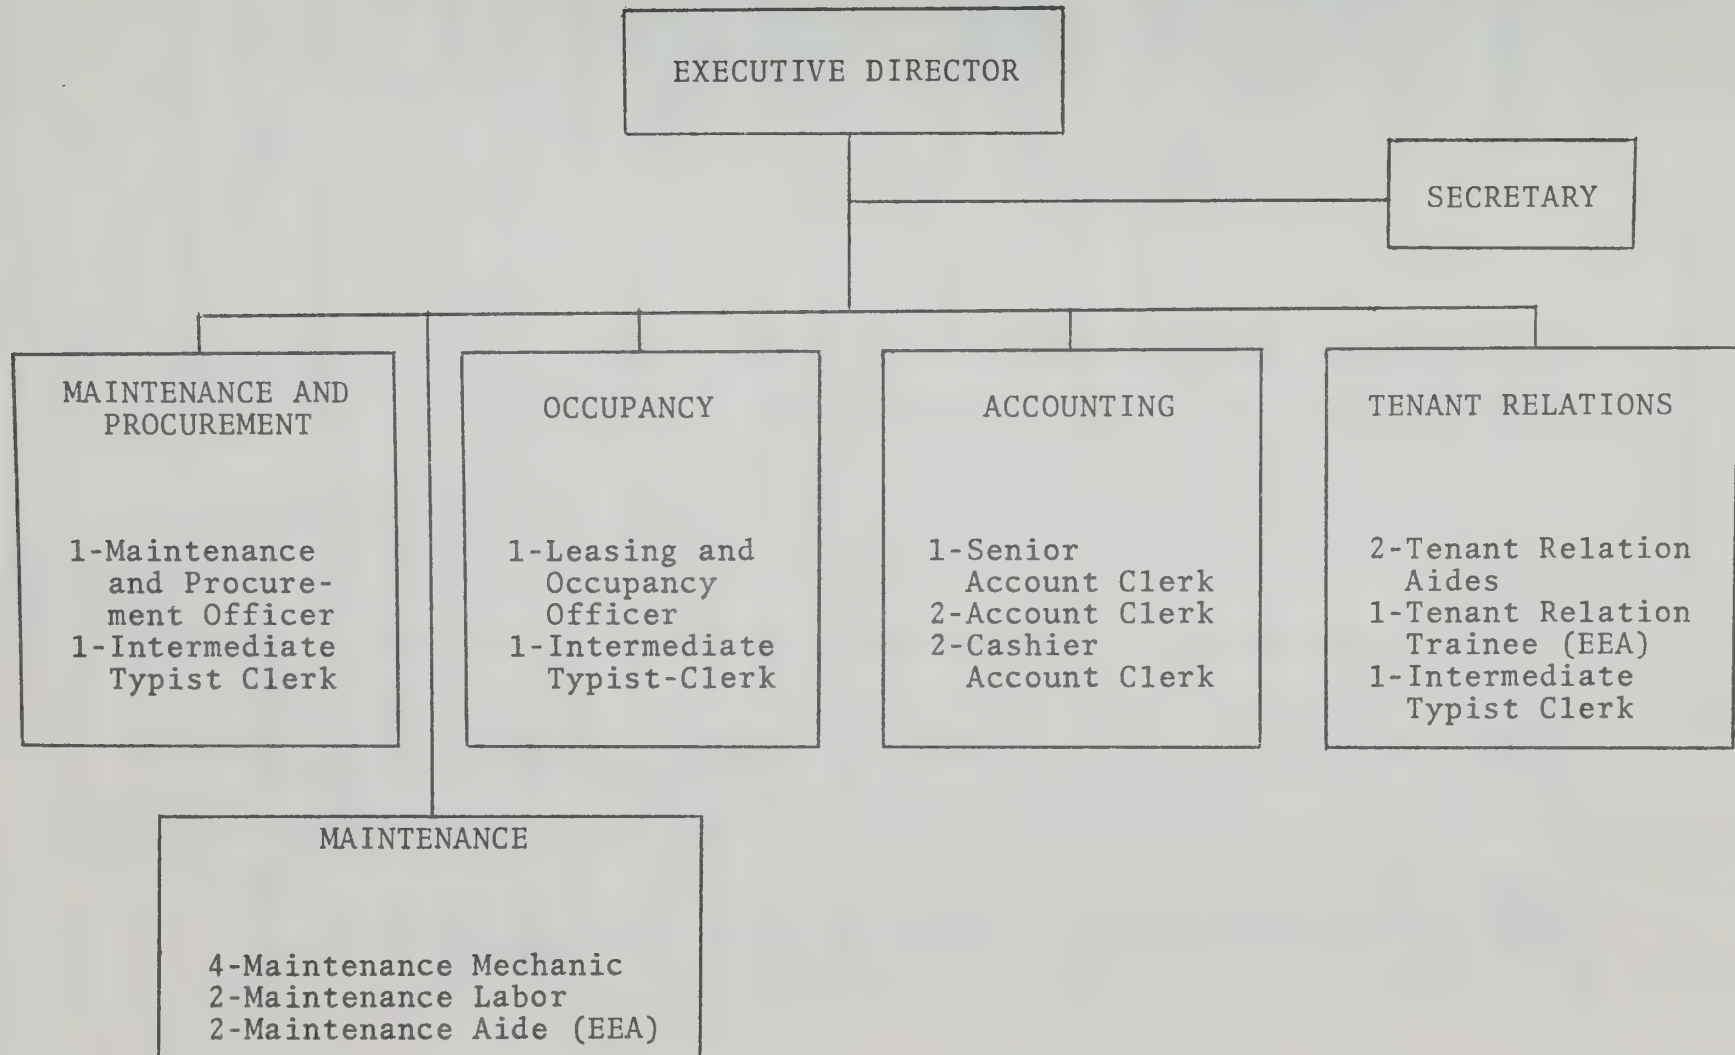 EXECUTIVE DIRECTOR
SECRETARY
MAINTENANCE AND
PROCUREMENT
1-Maintenance
and Procure-
ment Officer
1-Intermediate
Typist Clerk
OCCUPANCY
1-Leasing and
Occupancy
Officer
1-Intermediate
Typist-Clerk
ACCOUNTING
1-Senior
Account Clerk
2-Account Clerk
2-Cashier
Account Clerk
TENANT RELATIONS
2-Tenant Relation
Aides
1-Tenant Relation
Trainee (EEA)
1-Intermediate
Typist Clerk
MAINTENANCE
4-Maintenance Mechanic
2-Maintenance Labor
2-Maintenance Aide (EEA)